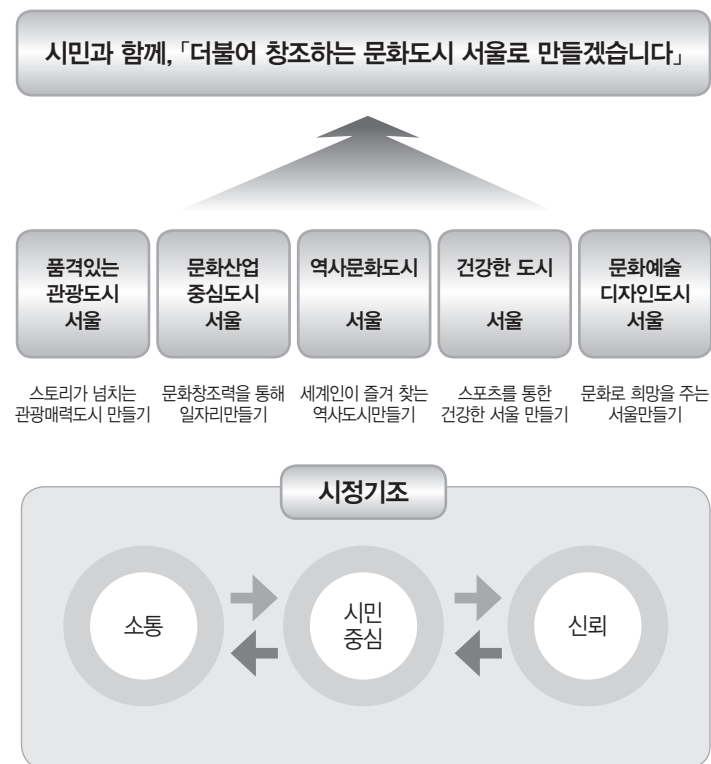 시민과 함께, 「더불어 창조하는 문화도시 서울로 만들겠습니다」
품격있는
관광도시
서울
문화산업
중심도시
서울
역사문화도시
서울
건강한 도시
서울
문화예술
디자인도시
서울
스토리가 넘치는
관광매력도시 만들기
문화창조력을 통해
일자리만들기
세계인이 즐겨 찾는
역사도시만들기
스포츠를 통한
건강한 서울 만들기
문화로 희망을 주는
서울만들기
시정기조
소통
시민
중심
신뢰